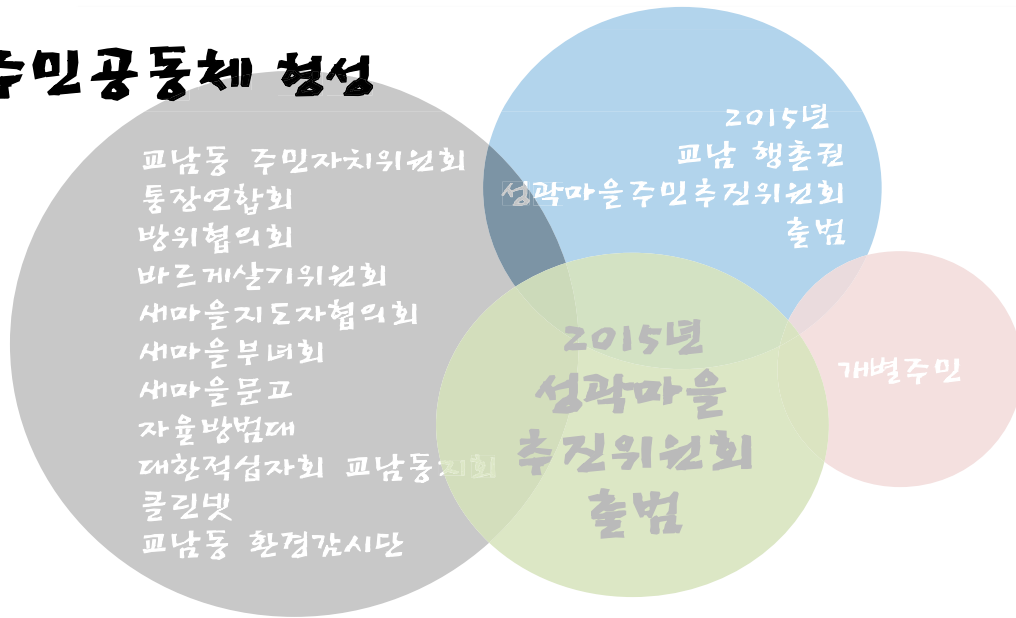 주민공동체 형성
교남동 주민자치위원회
통장연합회
방위협의회
바르게살기위원회
새마을지도자협의회
새마을부녀회
새마을문고
자율방범대
대한적십자회 교남동지회
클린넷
교남동 환경감시단
2015년
교남 행촌권
성곽마을주민추진위원회
출범
2015년
성곽마을
추진위원회
출범
개별주민